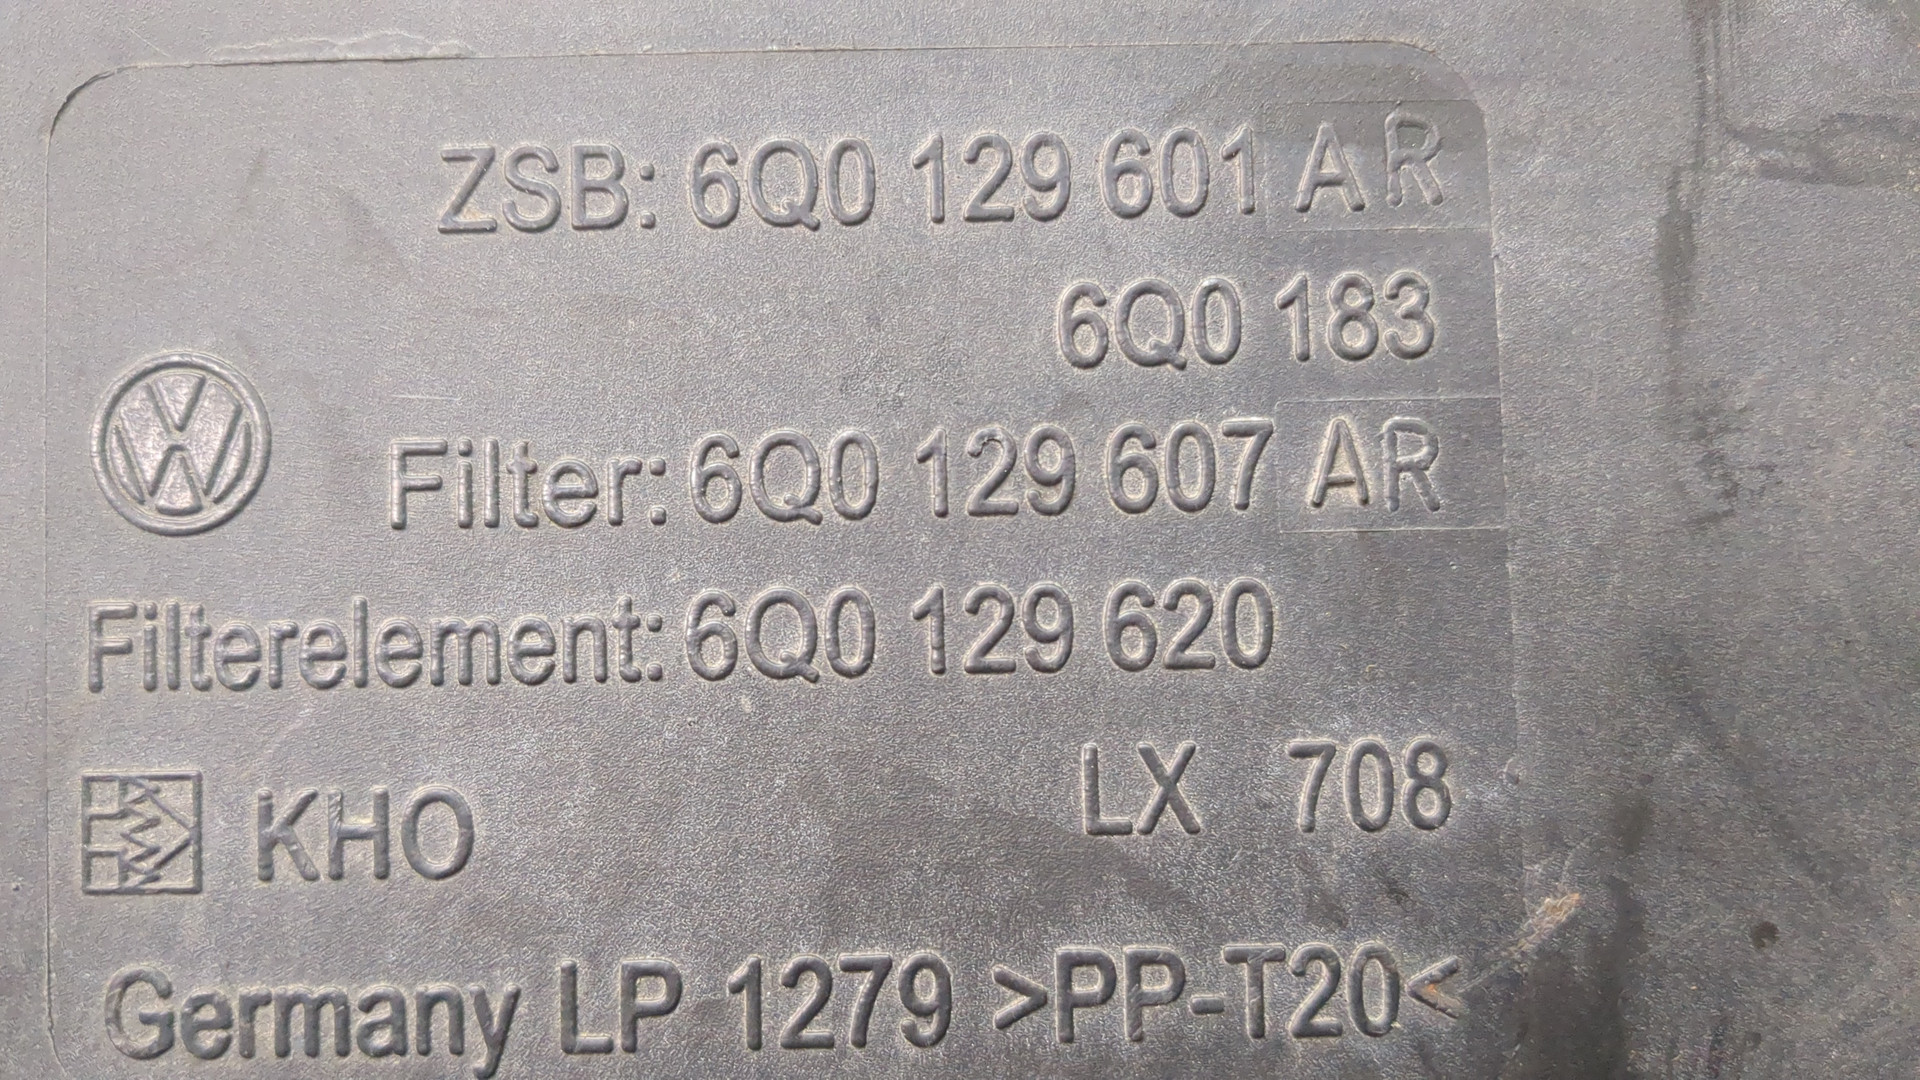 ZSB: 6Q0 129 601 AR
6Q0 183
Filter: 6Q0 129 607 AR
Filterelement: 6Q0 129 620
KHO LX 708
Germany LP 1279 >PP-T20<